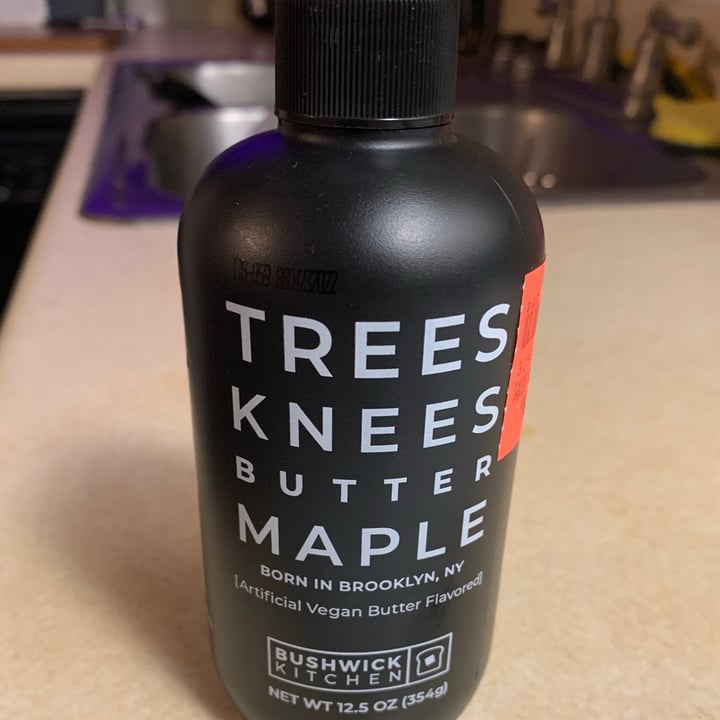 BB04232022
TREES
KNEES
BUTTER
MAPLE
BORN IN BROOKLYN, NY
[Artificial Vegan Butter Flavored]
BUSHWICK
KITCHEN
NET WT 12.5 OZ (354g)